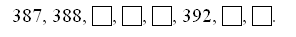 387, 388, □, □, □, 392, □, □.